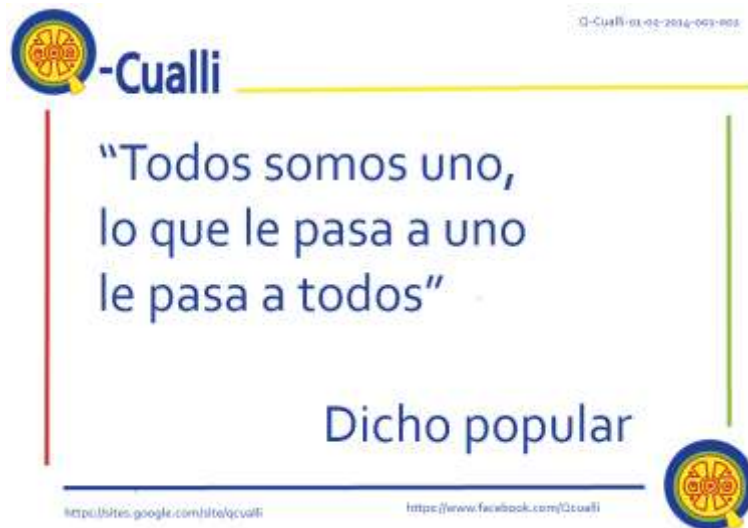 Q-Cualli-01-02-2014-003-002
Q-Cualli
“Todos somos uno,
lo que le pasa a uno
le pasa a todos”
Dicho popular
https://sites.google.com/site/qcualli
https://www.facebook.com/Qcualli